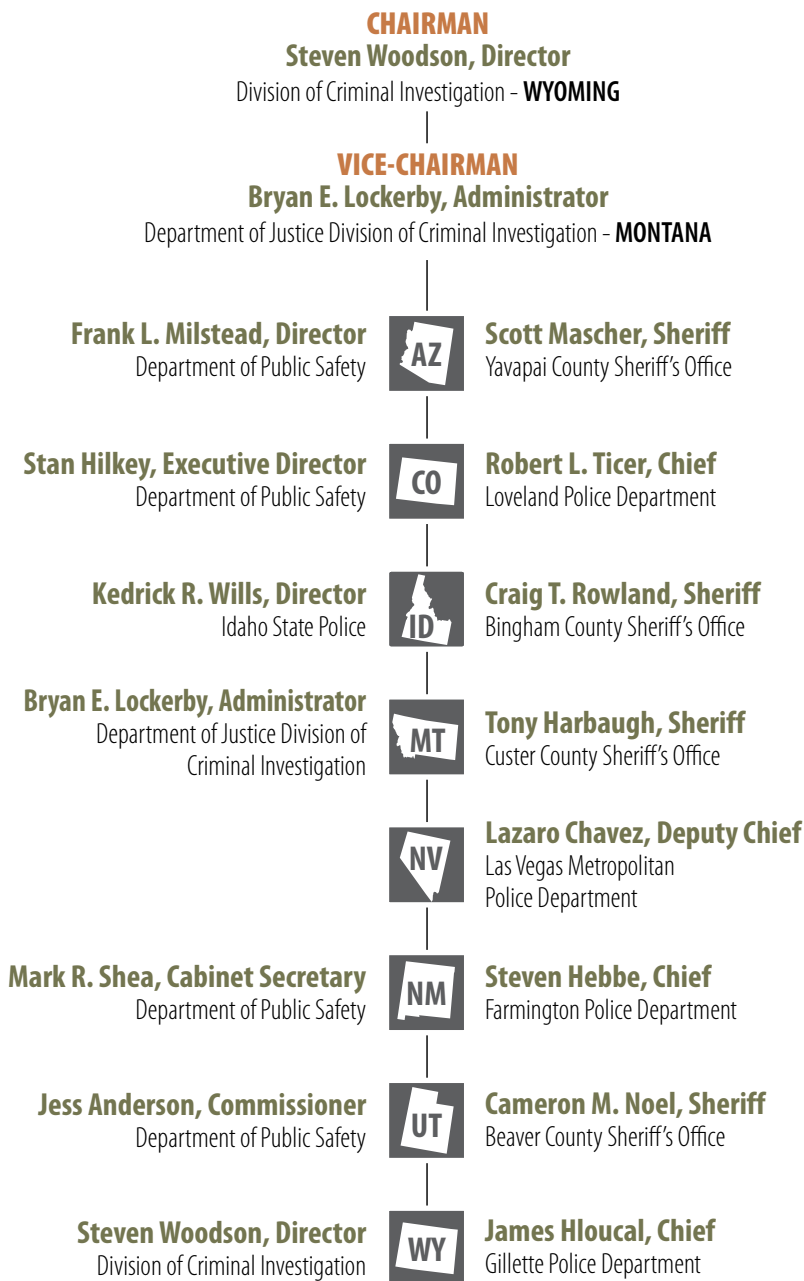 CHAIRMAN
Steven Woodson, Director
Division of Criminal Investigation - WYOMING
VICE-CHAIRMAN
Bryan E. Lockerby, Administrator
Department of Justice Division of Criminal Investigation - MONTANA
Frank L. Milstead, Director
Department of Public Safety
AZ
Scott Mascher, Sheriff
Yavapai County Sheriff's Office
Stan Hilkey, Executive Director
Department of Public Safety
CO
Robert L. Ticer, Chief
Loveland Police Department
Kedrick R. Wills, Director
Idaho State Police
ID
Craig T. Rowland, Sheriff
Bingham County Sheriff's Office
Bryan E. Lockerby, Administrator
Department of Justice Division of
Criminal Investigation
MT
Tony Harbaugh, Sheriff
Custer County Sheriff's Office
NV
Lazaro Chavez, Deputy Chief
Las Vegas Metropolitan
Police Department
Mark R. Shea, Cabinet Secretary
Department of Public Safety
NM
Steven Hebbe, Chief
Farmington Police Department
Jess Anderson, Commissioner
Department of Public Safety
UT
Cameron M. Noel, Sheriff
Beaver County Sheriff's Office
Steven Woodson, Director
Division of Criminal Investigation
WY
James Hloucal, Chief
Gillette Police Department